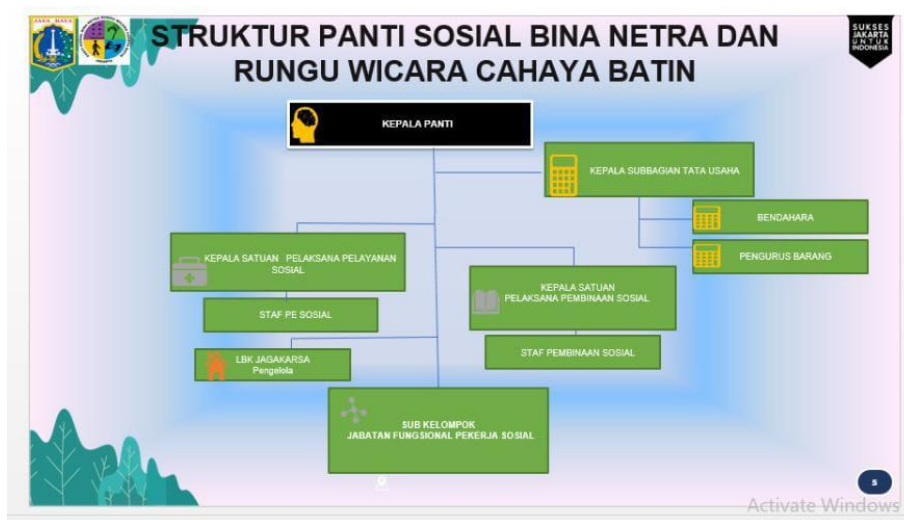 JAYA RAYA
SUKSES
JAKARTA
UNTUK
INDONESIA
STRUKTUR PANTI SOSIAL BINA NETRA DAN
RUNGU WICARA CAHAYA BATIN
KEPALA PANTI
KEPALA SUBBAGIAN TATA USAHA
BENDAHARA
PENGURUS BARANG
KEPALA SATUAN PELAKSANA PELAYANAN
SOSIAL
STAF PE SOSIAL
KEPALA SATUAN
PELAKSANA PEMBINAAN SOSIAL
STAF PEMBINAAN SOSIAL
LBK JAGAKARSA
Pengelola
SUB KELOMPOK
JABATAN FUNGSIONAL PEKERJA SOSIAL
5
Activate Windows